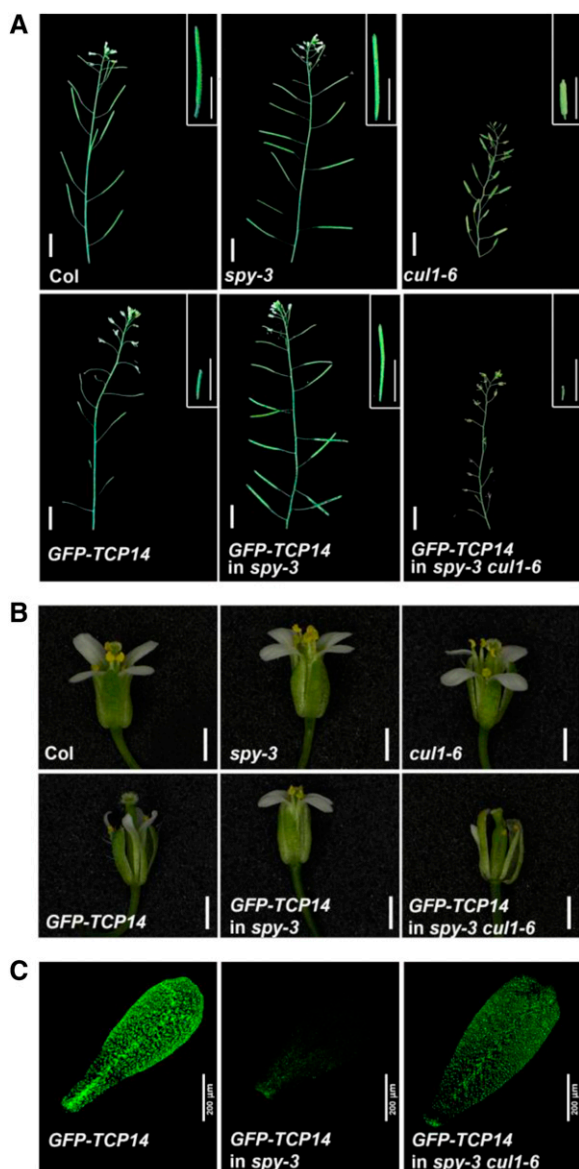 A
Col
spy-3
cul1-6
GFP-TCP14
GFP-TCP14
in spy-3
GFP-TCP14
in spy-3 cul1-6
B
Col
spy-3
cul1-6
GFP-TCP14
GFP-TCP14
in spy-3
GFP-TCP14
in spy-3 cul1-6
C
200 µm
GFP-TCP14
200 µm
GFP-TCP14
in spy-3
200 µm
GFP-TCP14
in spy-3 cul1-6